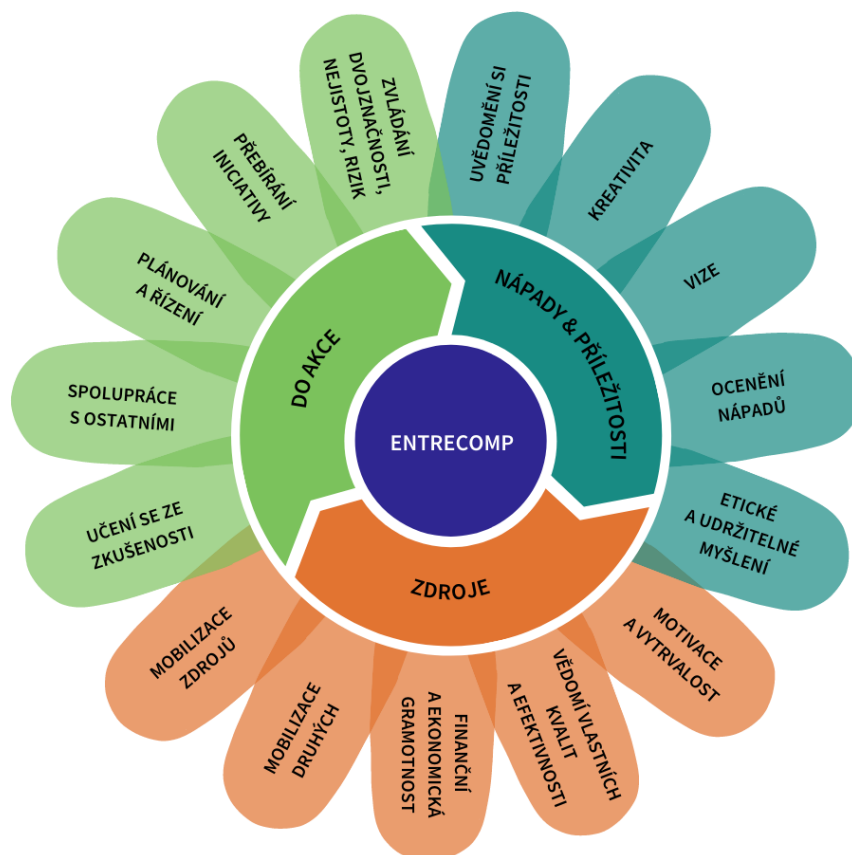 ENTRECOMP
NÁPADY & PŘÍLEŽITOSTI
UVĚDOMĚNÍ SI
PŘÍLEŽITOSTI
KREATIVITA
VIZE
OCENĚNÍ
NÁPADŮ
ETICKÉ
A UDRŽITELNÉ
MYŠLENÍ
ZDROJE
MOTIVACE
A VYTRVALOST
VĚDOMÍ VLASTNÍCH
KVALIT
A EFEKTIVNOSTI
FINANČNÍ
A EKONOMICKÁ
GRAMOTNOST
MOBILIZACE
DRUHÝCH
MOBILIZACE
ZDROJŮ
DO AKCE
UČENÍ SE ZE
ZKUŠENOSTI
SPOLUPRÁCE
S OSTATNÍMI
PLÁNOVÁNÍ
A ŘÍZENÍ
PŘEBÍRÁNÍ
INICIATIVY
ZVLÁDÁNÍ
DVOJZNAČNOSTI,
NEJISTOTY, RIZIK